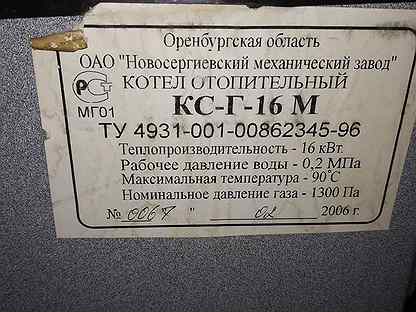 Оренбургская область
ОАО "Новосергиевский механический завод"
КОТЕЛ ОТОПИТЕЛЬНЫЙ
РСТ
МГ01
КС-Г-16 М
ТУ 4931-001-00862345-96
Теплопроизводительность - 16 кВт.
Рабочее давление воды - 0,2 МПа
Максимальная температура - 90°С
Номинальное давление газа - 1300 Па
№ 0067 " 02 2006 г.